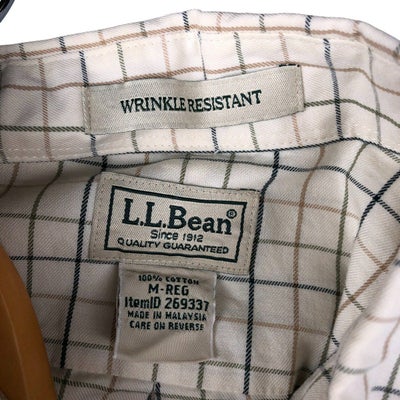 WRINKLE RESISTANT
L.L.Bean®
Since 1912
QUALITY GUARANTEED
100% COTTON
M-REG
ItemID 269337
MADE IN MALAYSIA
CARE ON REVERSE